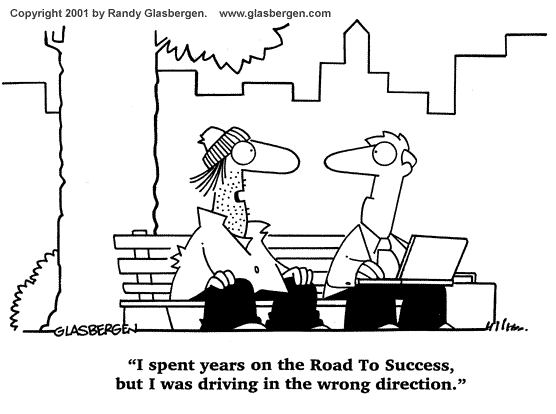 Copyright 2001 by Randy Glasbergen. www.glasbergen.com
GLASBERGEN
“I spent years on the Road To Success,
but I was driving in the wrong direction.”